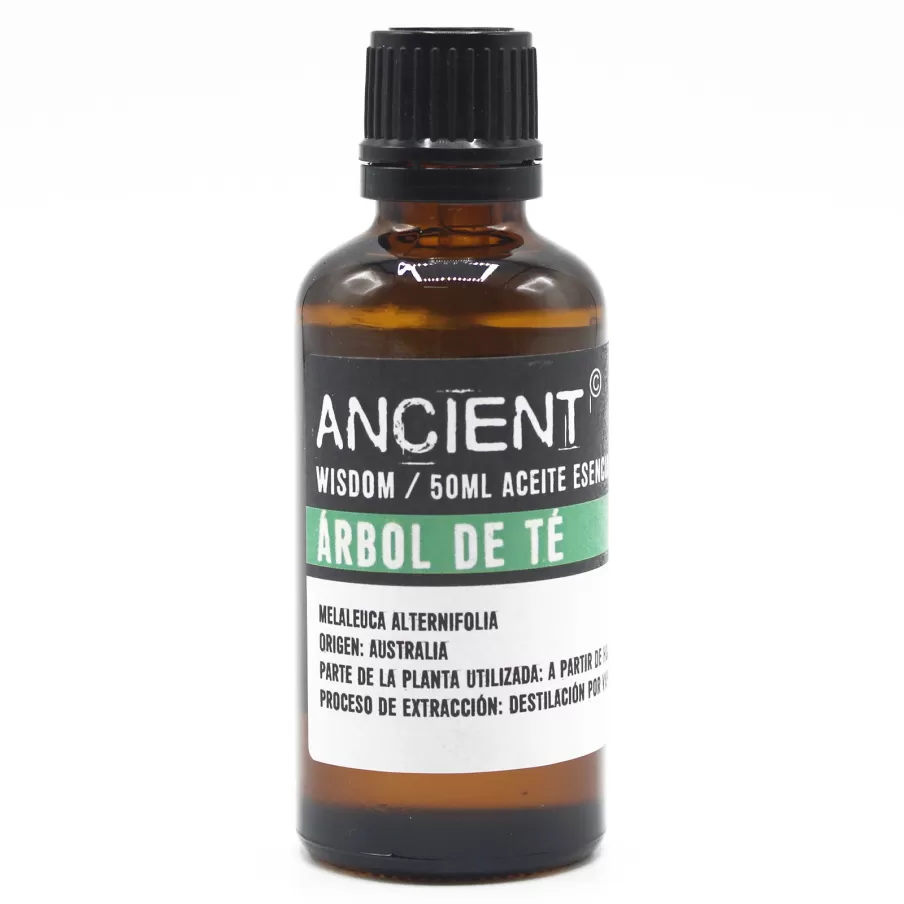 ANCIENT©
WISDOM / 50ML ACEITE
ÁRBOL DE TÉ
MELALEUCA ALTERNIFOLIA
ORIGEN: AUSTRALIA
PARTE DE LA PLANTA UTILIZADA: A PARTIR DE
PROCESO DE EXTRACCIÓN: DESTILACIÓN POR